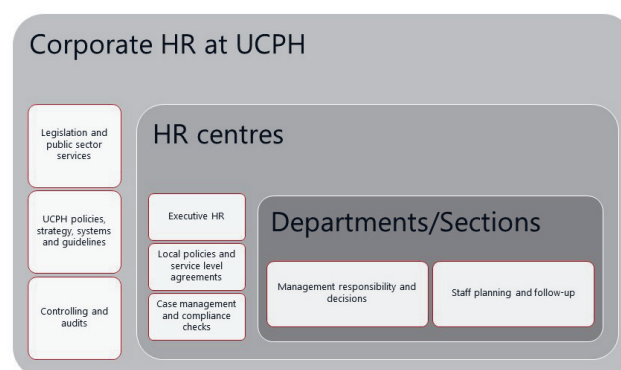 Corporate HR at UCPH
Legislation and
public sector
services
UCPH policies,
strategy, systems
and guidelines
Controlling and
audits
HR centres
Executive HR
Local policies and
service level
agreements
Case management
and compliance
checks
Departments/Sections
Management responsibility and
decisions
Staff planning and follow-up